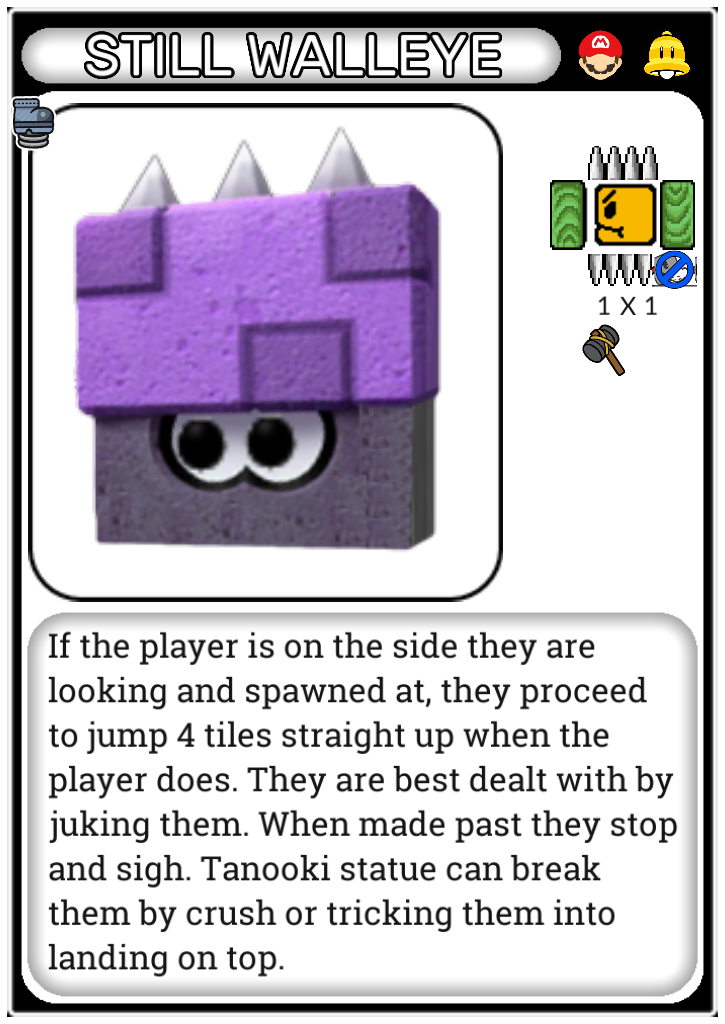 STILL WALLEYE
M
1 X 1
If the player is on the side they are
looking and spawned at, they proceed
to jump 4 tiles straight up when the
player does. They are best dealt with by
juking them. When made past they stop
and sigh. Tanooki statue can break
them by crush or tricking them into
landing on top.